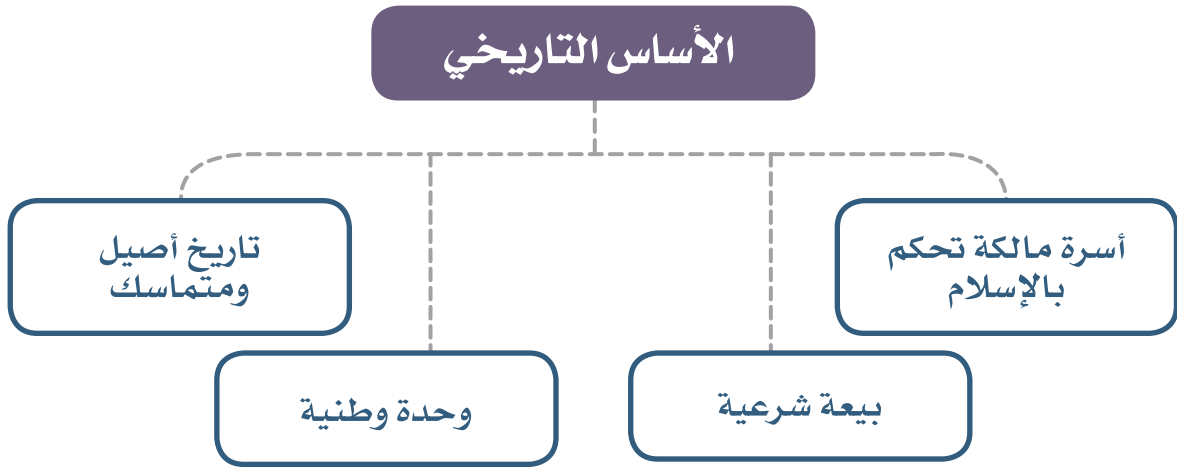 الأساس التاريخي
أسرة مالكة تحكم
بالإسلام
بيعة شرعية
وحدة وطنية
تاريخ أصيل
ومتماسك